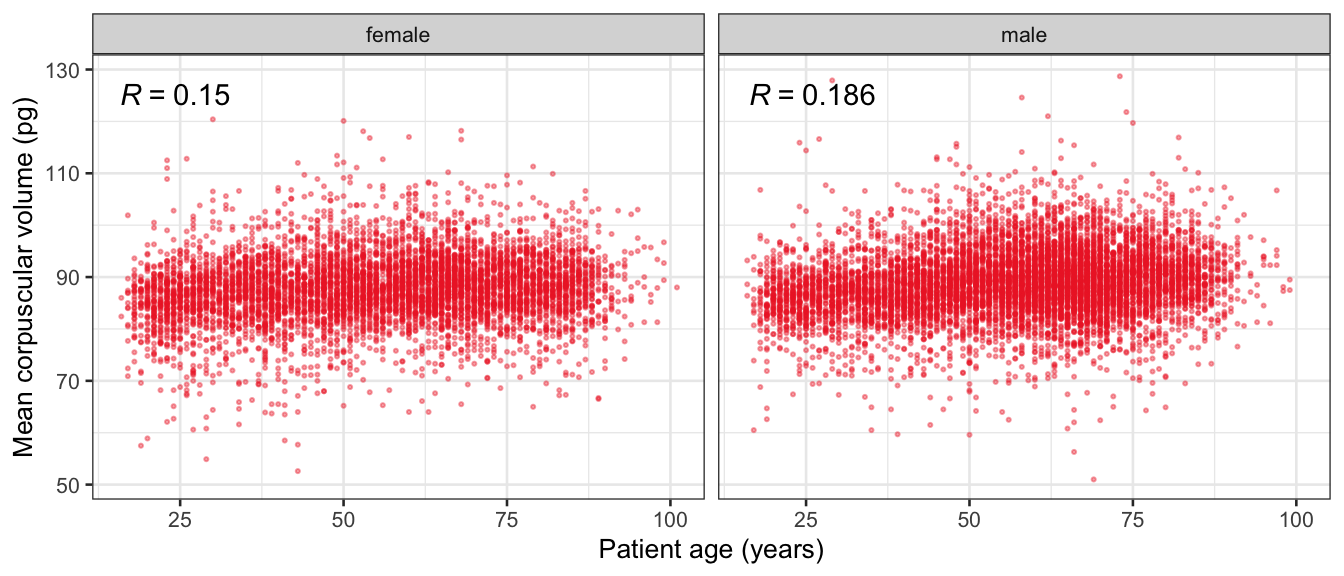 female
male
R = 0.15
R = 0.186
Mean corpuscular volume (pg)
130
110
90
70
50
25
50
75
100
25
50
75
100
Patient age (years)